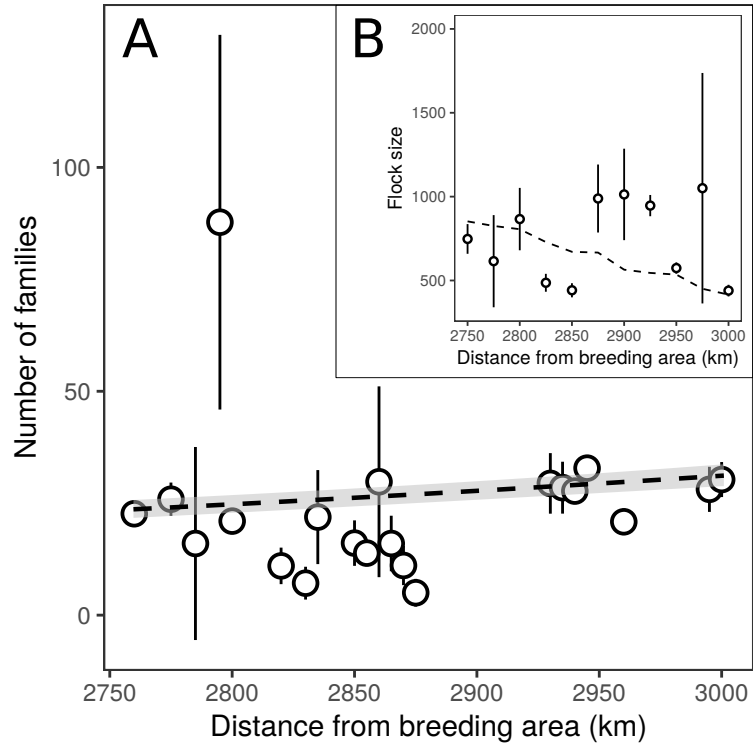 A
B
2000
1500
1000
500
Flock size
2750 2800 2850 2900 2950 3000
Distance from breeding area (km)
100
50
0
Number of families
2750 2800 2850 2900 2950 3000
Distance from breeding area (km)